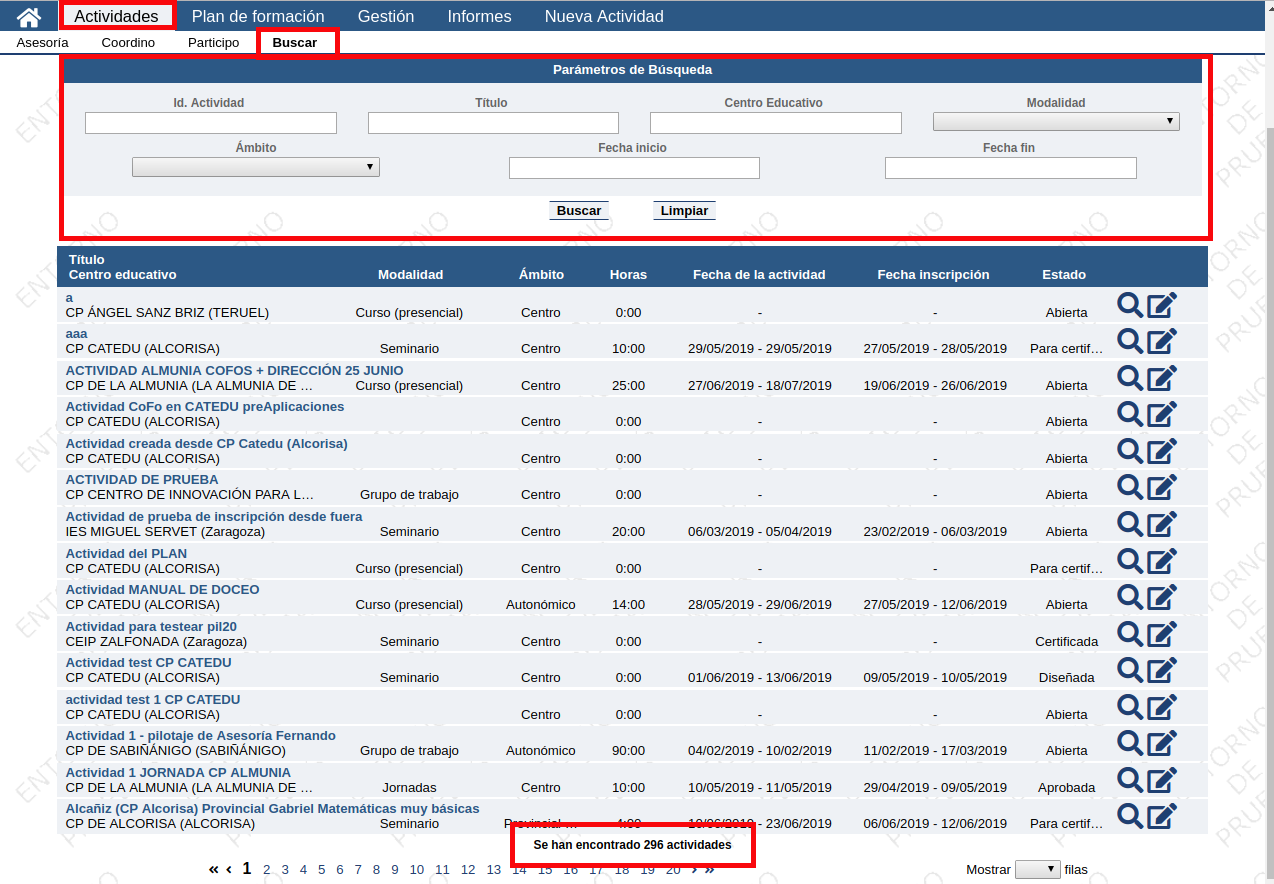 Actividades Plan de formación Gestión Informes Nueva Actividad
Asesoría Coordino Participo Buscar
Parámetros de Búsqueda
Id. Actividad Título Centro Educativo Modalidad
Ámbito Fecha inicio Fecha fin
Buscar Limpiar
Título
Centro educativo Modalidad Ámbito Horas Fecha de la actividad Fecha inscripción Estado
a
CP ÁNGEL SANZ BRIZ (TERUEL) Curso (presencial) Centro 0:00 - - Abierta
aaa
CP CATEDU (ALCORISA) Seminario Centro 10:00 29/05/2019 - 29/05/2019 27/05/2019 - 28/05/2019 Para certif…
ACTIVIDAD ALMUNIA COFOS + DIRECCIÓN 25 JUNIO
CP DE LA ALMUNIA (LA ALMUNIA DE … Curso (presencial) Centro 25:00 27/06/2019 - 18/07/2019 19/06/2019 - 26/06/2019 Abierta
Actividad CoFo en CATEDU preAplicaciones
CP CATEDU (ALCORISA) Centro 0:00 - - Abierta
Actividad creada desde CP Catedu (Alcorisa)
CP CATEDU (ALCORISA) Centro 0:00 - - Abierta
ACTIVIDAD DE PRUEBA
CP CENTRO DE INNOVACIÓN PARA L… Grupo de trabajo Centro 0:00 - - Abierta
Actividad de prueba de inscripción desde fuera
IES MIGUEL SERVET (Zaragoza) Seminario Centro 20:00 06/03/2019 - 05/04/2019 23/02/2019 - 06/03/2019 Abierta
Actividad del PLAN
CP CATEDU (ALCORISA) Curso (presencial) Centro 0:00 - - Para certif…
Actividad MANUAL DE DOCEO
CP CATEDU (ALCORISA) Curso (presencial) Autonómico 14:00 28/05/2019 - 29/06/2019 27/05/2019 - 12/06/2019 Abierta
Actividad para testear pil20
CEIP ZALFONADA (Zaragoza) Seminario Centro 0:00 - - Certificada
Actividad test CP CATEDU
CP CATEDU (ALCORISA) Seminario Centro 0:00 01/06/2019 - 13/06/2019 09/05/2019 - 10/05/2019 Diseñada
actividad test 1 CP CATEDU
CP CATEDU (ALCORISA) Centro 0:00 - - Abierta
Actividad 1 - pilotaje de Asesoría Fernando
CP DE SABIÑÁNIGO (SABIÑÁNIGO) Grupo de trabajo Autonómico 90:00 04/02/2019 - 10/02/2019 11/02/2019 - 17/03/2019 Abierta
Actividad 1 JORNADA CP ALMUNIA
CP DE LA ALMUNIA (LA ALMUNIA DE … Jornadas Centro 10:00 10/05/2019 - 11/05/2019 29/04/2019 - 09/05/2019 Aprobada
Alcañiz (CP Alcorisa) Provincial Gabriel Matemáticas muy básicas
CP DE ALCORISA (ALCORISA) Seminario Provincial … 4:00 10/06/2019 - 23/06/2019 06/06/2019 - 12/06/2019 Para certif…
Se han encontrado 296 actividades
« ‹ 1 2 3 4 5 6 7 8 9 10 11 12 13 14 15 16 17 18 19 20 › » Mostrar filas